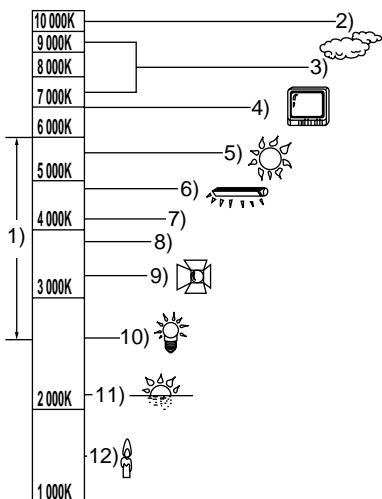 10 000K
2)
9 000K
3)
8 000K
7 000K
4)
6 000K
5)
5 000K
6)
4 000K
7)
1)
8)
9)
3 000K
10)
11)
2 000K
12)
1 000K